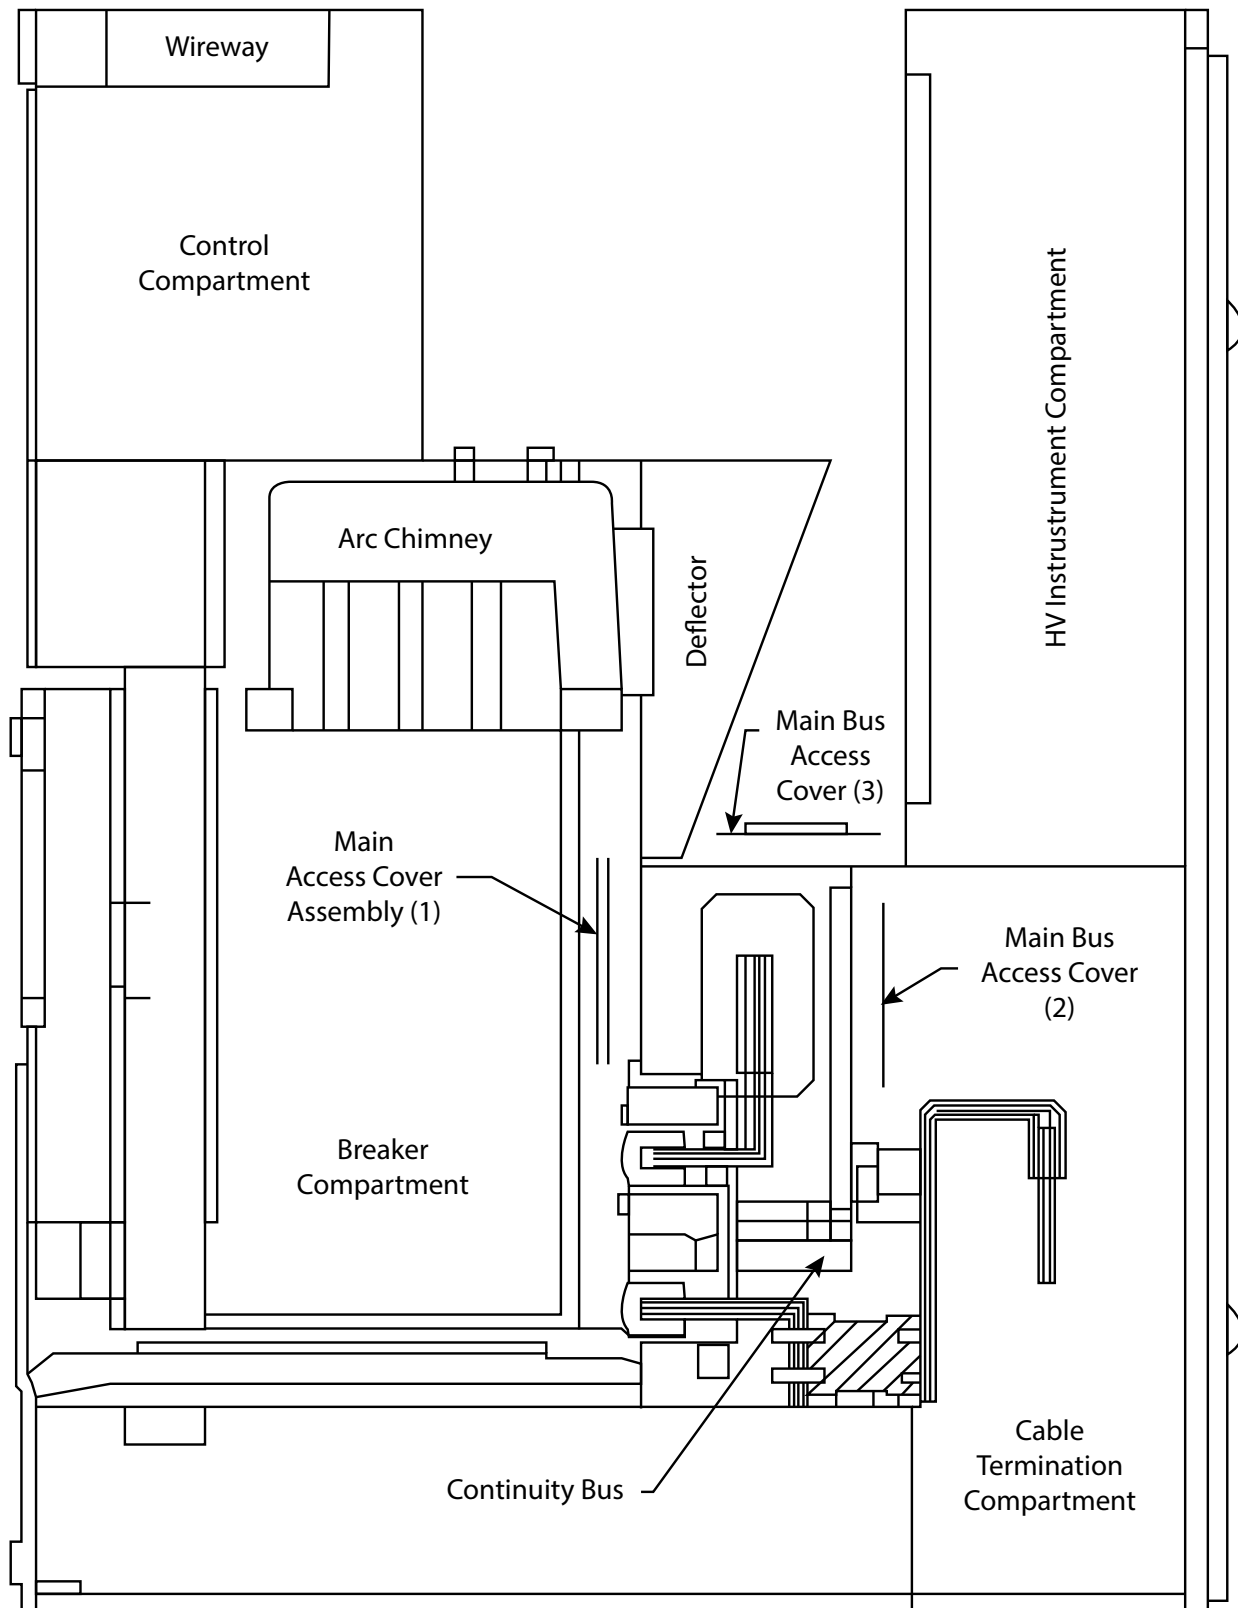 Wireway
Control
Compartment
HV Instrustrument Compartment
Arc Chimney
Deflector
Main Bus
Access
Cover (3)
Main
Access Cover
Assembly (1)
Main Bus
Access Cover
(2)
Breaker
Compartment
Continuity Bus
Cable
Termination
Compartment